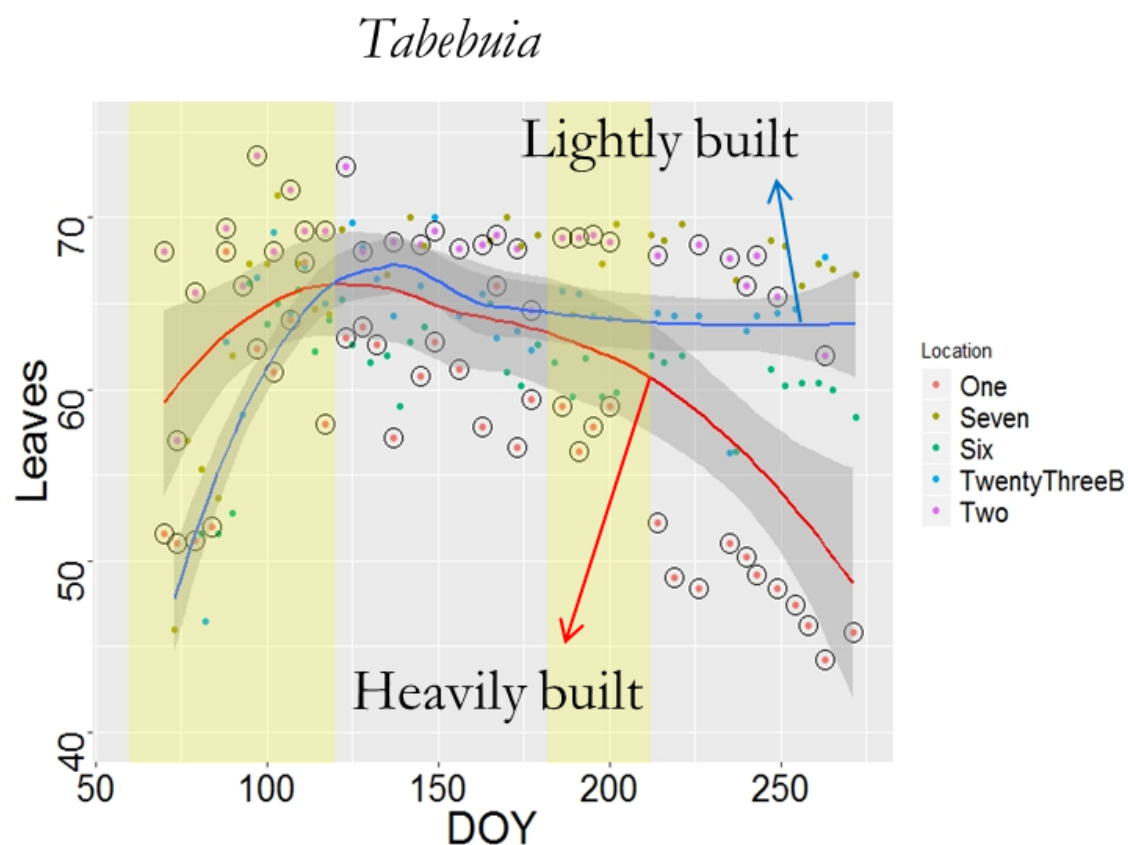 Tabebuia
Lightly built
Heavily built
Leaves
70
60
50
40
50
100
150
200
250
DOY
Location
One
Seven
Six
TwentyThreeB
Two